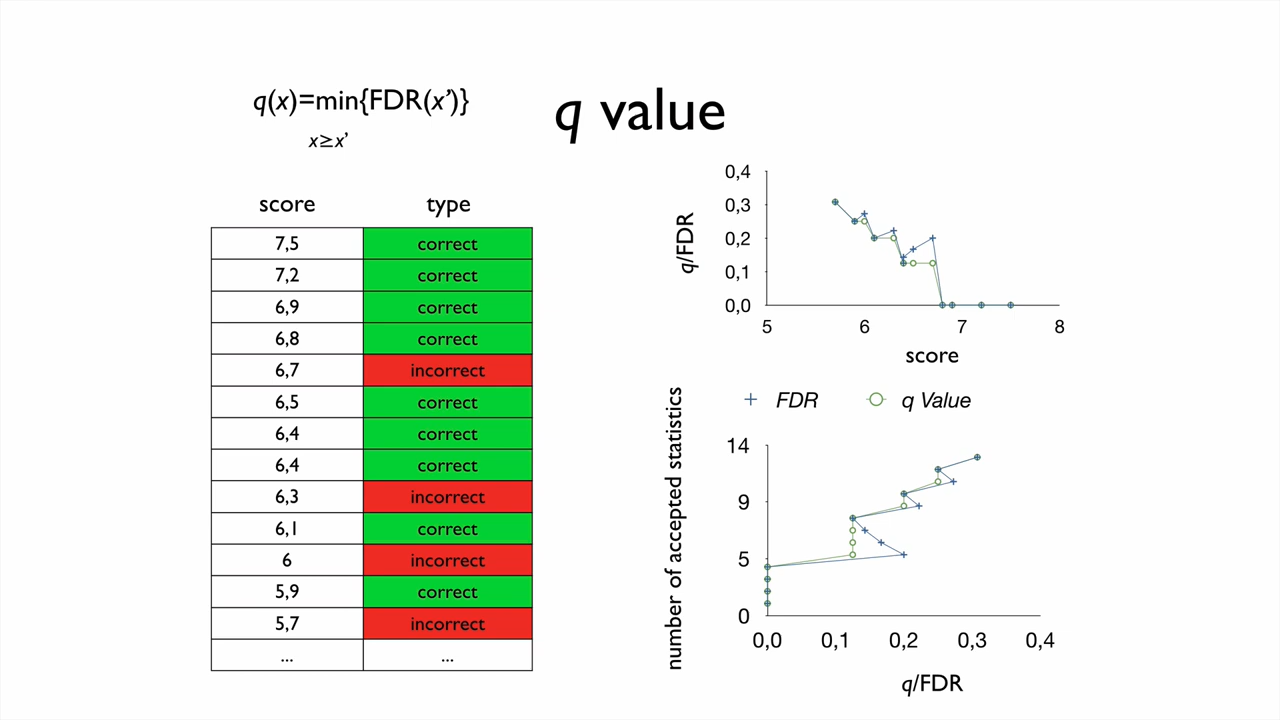 q(x)=min{FDR(x’)}
x≥x’
q value
score type
7,5 correct
7,2 correct
6,9 correct
6,8 correct
6,7 incorrect
6,5 correct
6,4 correct
6,4 correct
6,3 incorrect
6,1 correct
6 incorrect
5,9 correct
5,7 incorrect
... ...
q/FDR
0,4
0,3
0,2
0,1
0,0
5 6 7 8
score
FDR q Value
number of accepted statistics
14
9
5
0
0,0 0,1 0,2 0,3 0,4
q/FDR